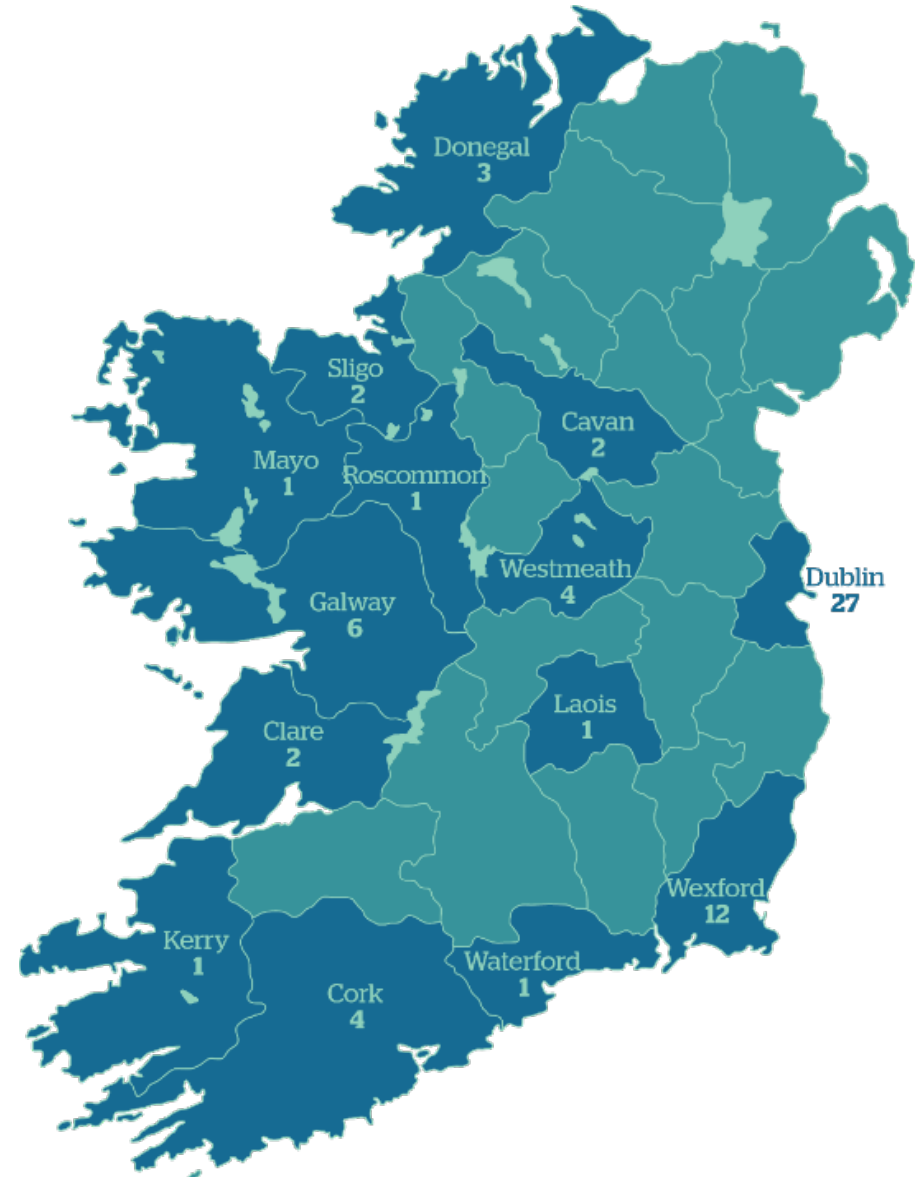 Donegal
3
Sligo
2
Cavan
2
Mayo
1
Roscommon
1
Westmeath
4
Dublin
27
Galway
6
Laois
1
Clare
2
Wexford
12
Kerry
1
Waterford
1
Cork
4